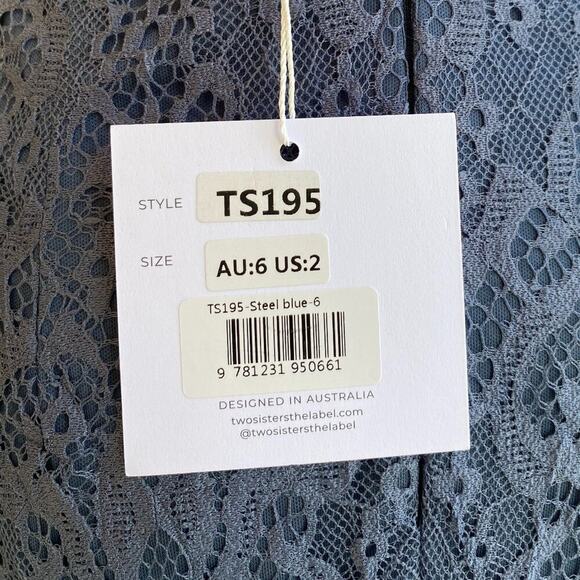 STYLE TS195
SIZE AU:6 US:2
TS195-Steel blue-6
9 781231 950661
DESIGNED IN AUSTRALIA
twosistersthelabel.com
@twosistersthelabel